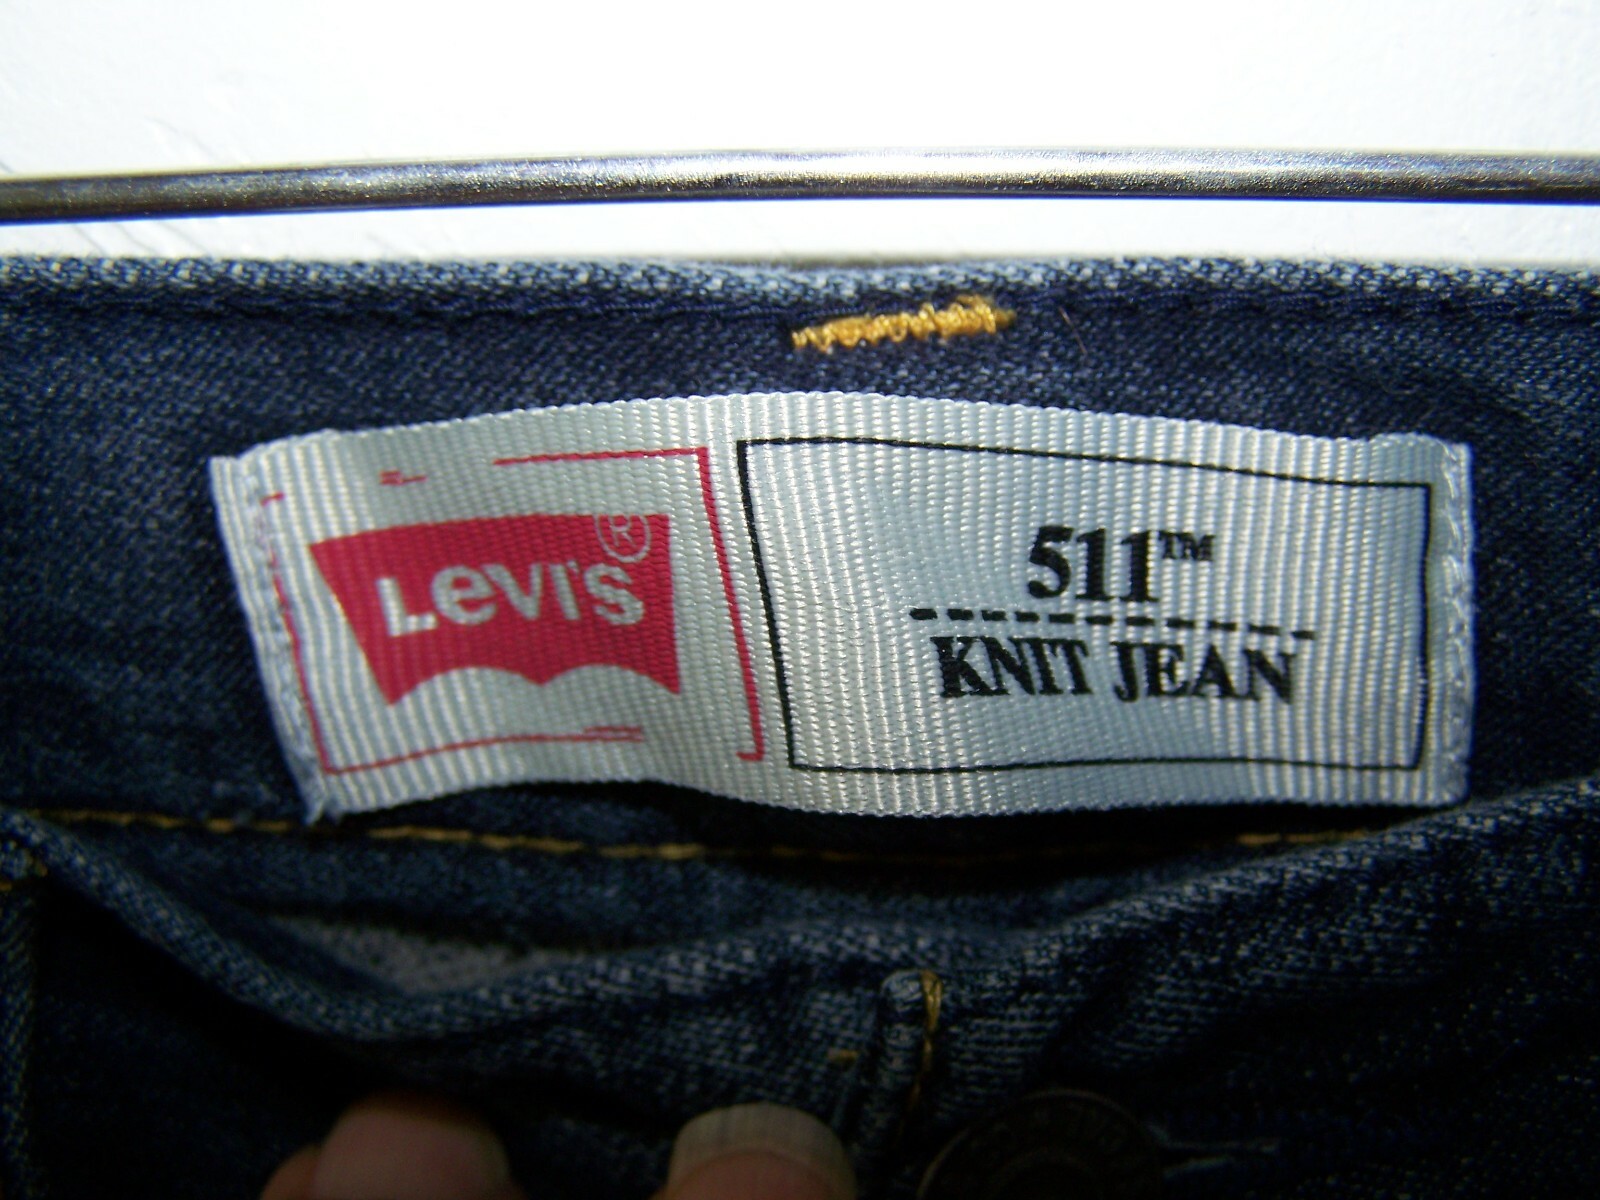 LEVI'S®
511™
KNIT JEAN